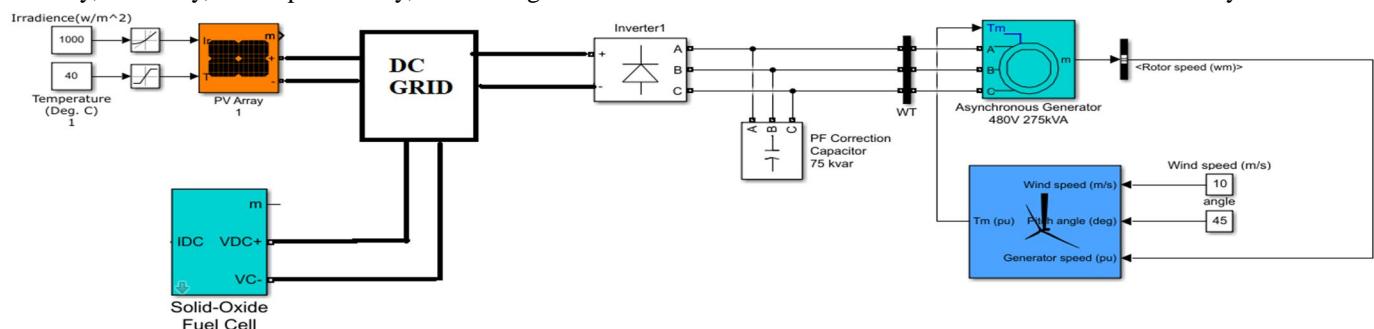 Irradience(w/m^2)
1000
40
Temperature
(Deg. C)
1
Ir
T
m
+
-
PV Array
1
DC
GRID
m
IDC
VDC+
VC-
Solid-Oxide
Fuel Cell
Inverter1
+
-
A
B
C
A
B
C
PF Correction
Capacitor
75 kvar
WT
Tm
A
B
C
m
Asynchronous Generator
480V 275kVA
<Rotor speed (wm)>
Wind speed (m/s)
10
angle
45
Wind speed (m/s)
Tm (pu)
Pitch angle (deg)
Generator speed (pu)